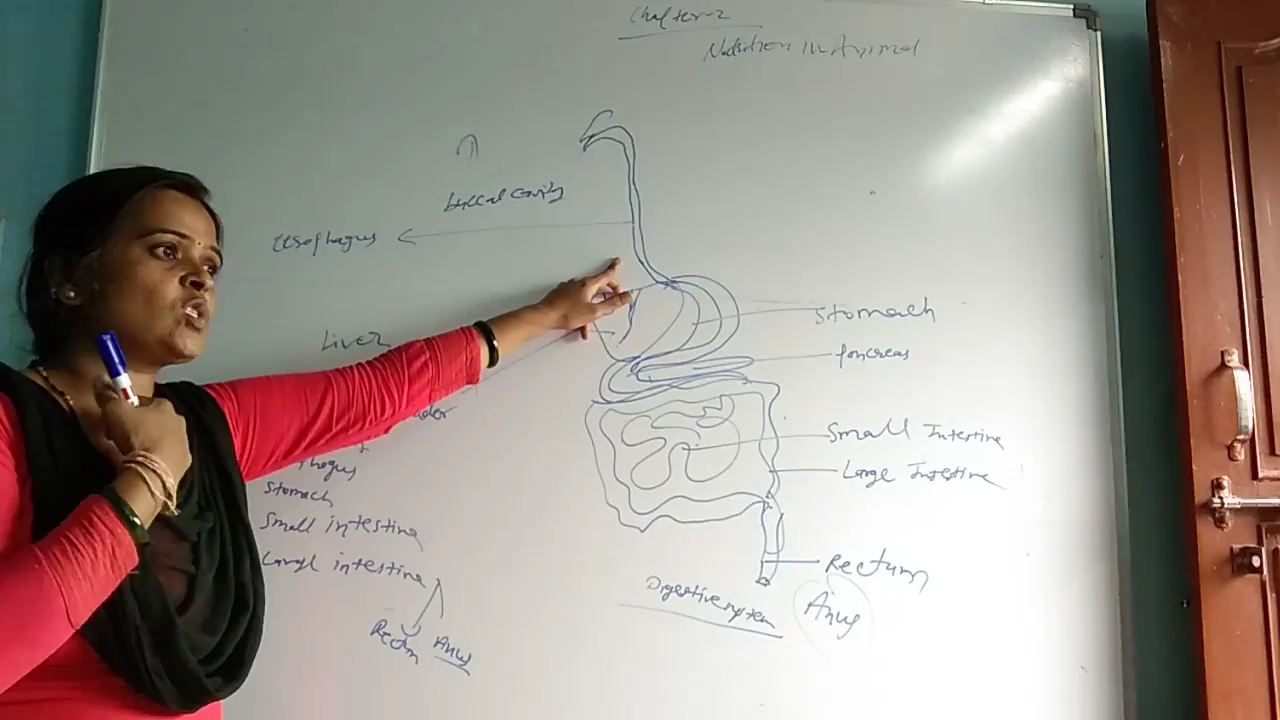 Chapter-2
Nutrition in Animal
buccal cavity
Oesophagus
Liver
Stomach
Pancreas
Small Intestine
Large Intestine
Rectum
Anus
Digestive system
Stomach
Small intestine
Large intestine
Rectum Anus